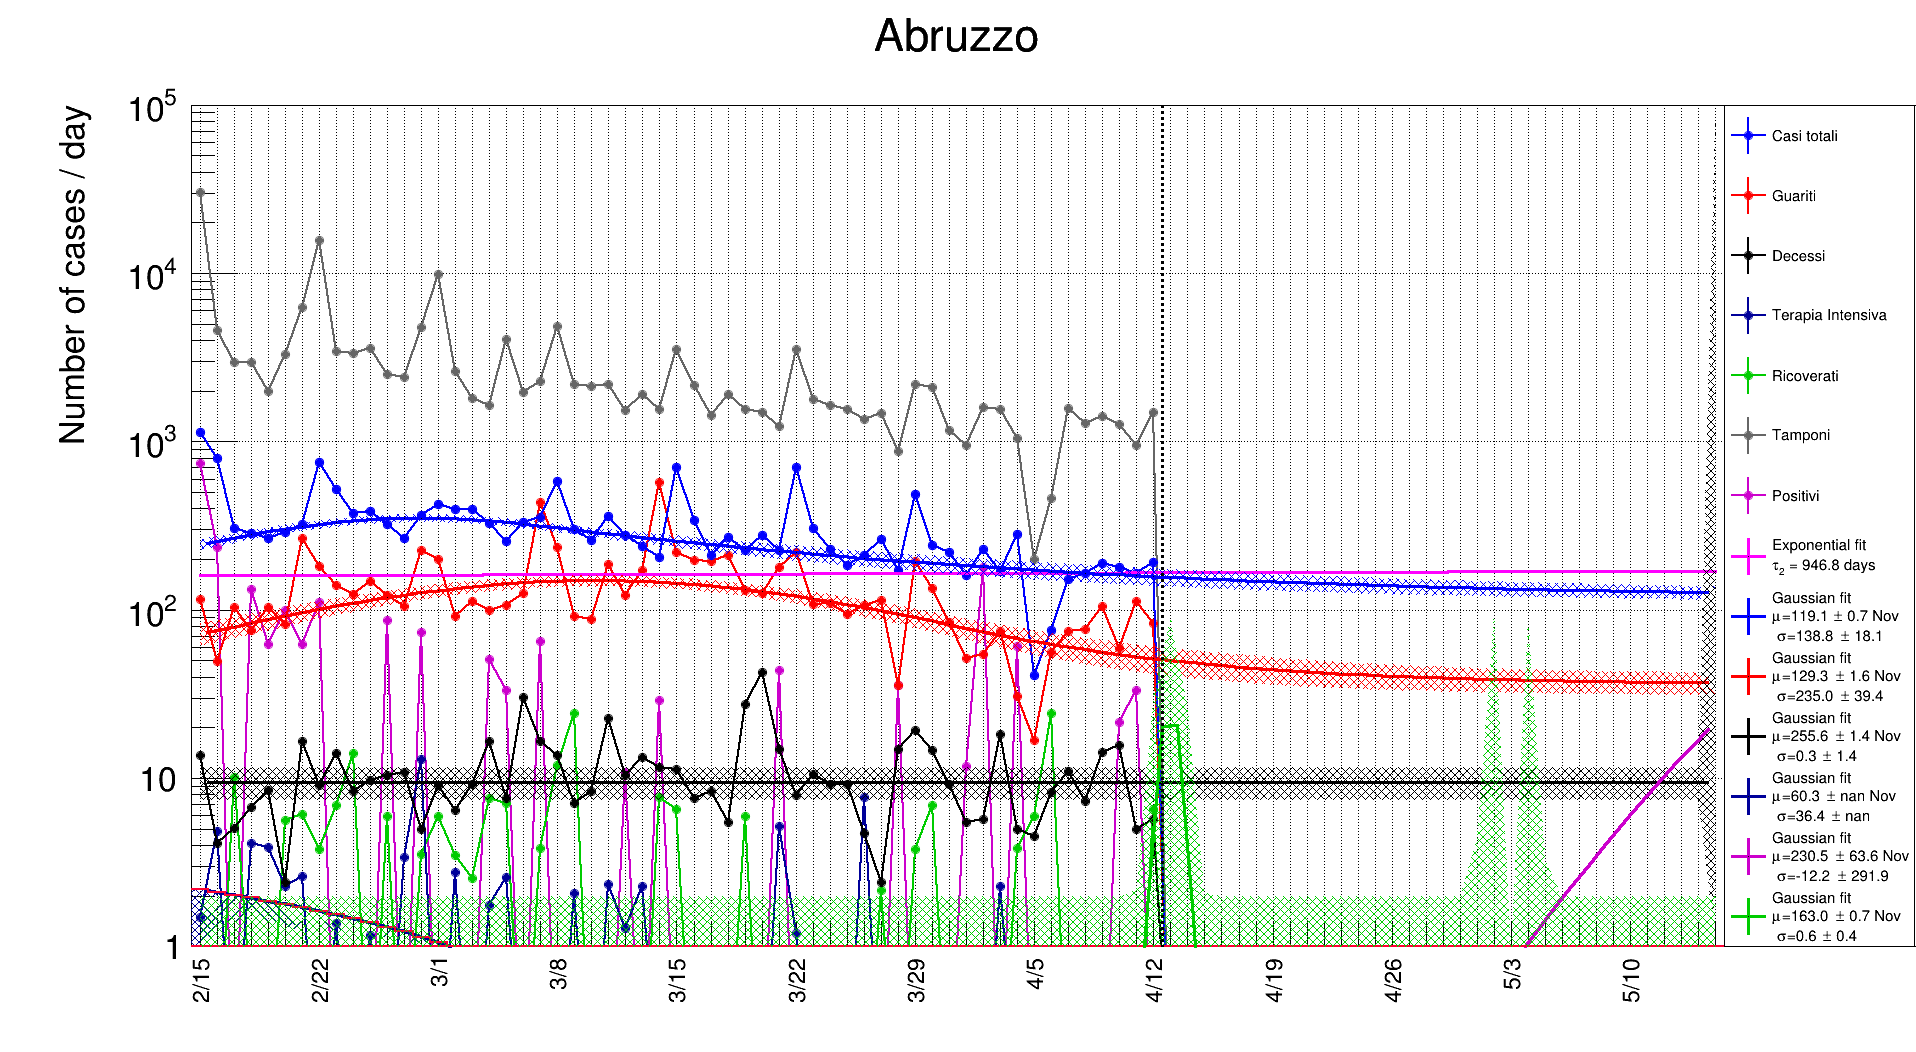 Abruzzo
Number of cases / day
10^5
10^4
10^3
10^2
10
1
2/15
2/22
3/1
3/8
3/15
3/22
3/29
4/5
4/12
4/19
4/26
5/3
5/10
Casi totali
Guariti
Decessi
Terapia Intensiva
Ricoverati
Tamponi
Positivi
Exponential fit
τ₂ = 946.8 days
Gaussian fit
μ=119.1 ± 0.7 Nov
σ=138.8 ± 18.1
Gaussian fit
μ=129.3 ± 1.6 Nov
σ=235.0 ± 39.4
Gaussian fit
μ=255.6 ± 1.4 Nov
σ=0.3 ± 1.4
Gaussian fit
μ=60.3 ± nan Nov
σ=36.4 ± nan
Gaussian fit
μ=230.5 ± 63.6 Nov
σ=-12.2 ± 291.9
Gaussian fit
μ=163.0 ± 0.7 Nov
σ=0.6 ± 0.4